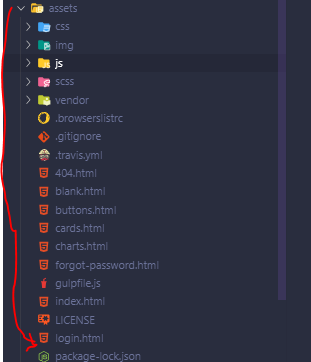 assets
css
img
js
scss
vendor
.browserslistrc
.gitignore
.travis.yml
404.html
blank.html
buttons.html
cards.html
charts.html
forgot-password.html
gulpfile.js
index.html
LICENSE
login.html
package-lock.json